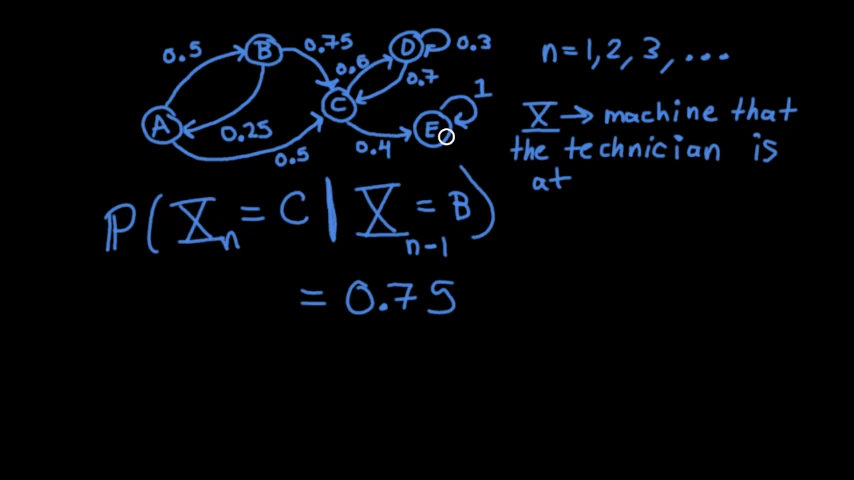 0.5
B
0.75
D
0.3
0.6
0.7
A
0.25
C
E
1
0.5
0.4
n=1,2,3,...
X → machine that
the technician is
at
P(Xn = C | Xn-1 = B)
= 0.75